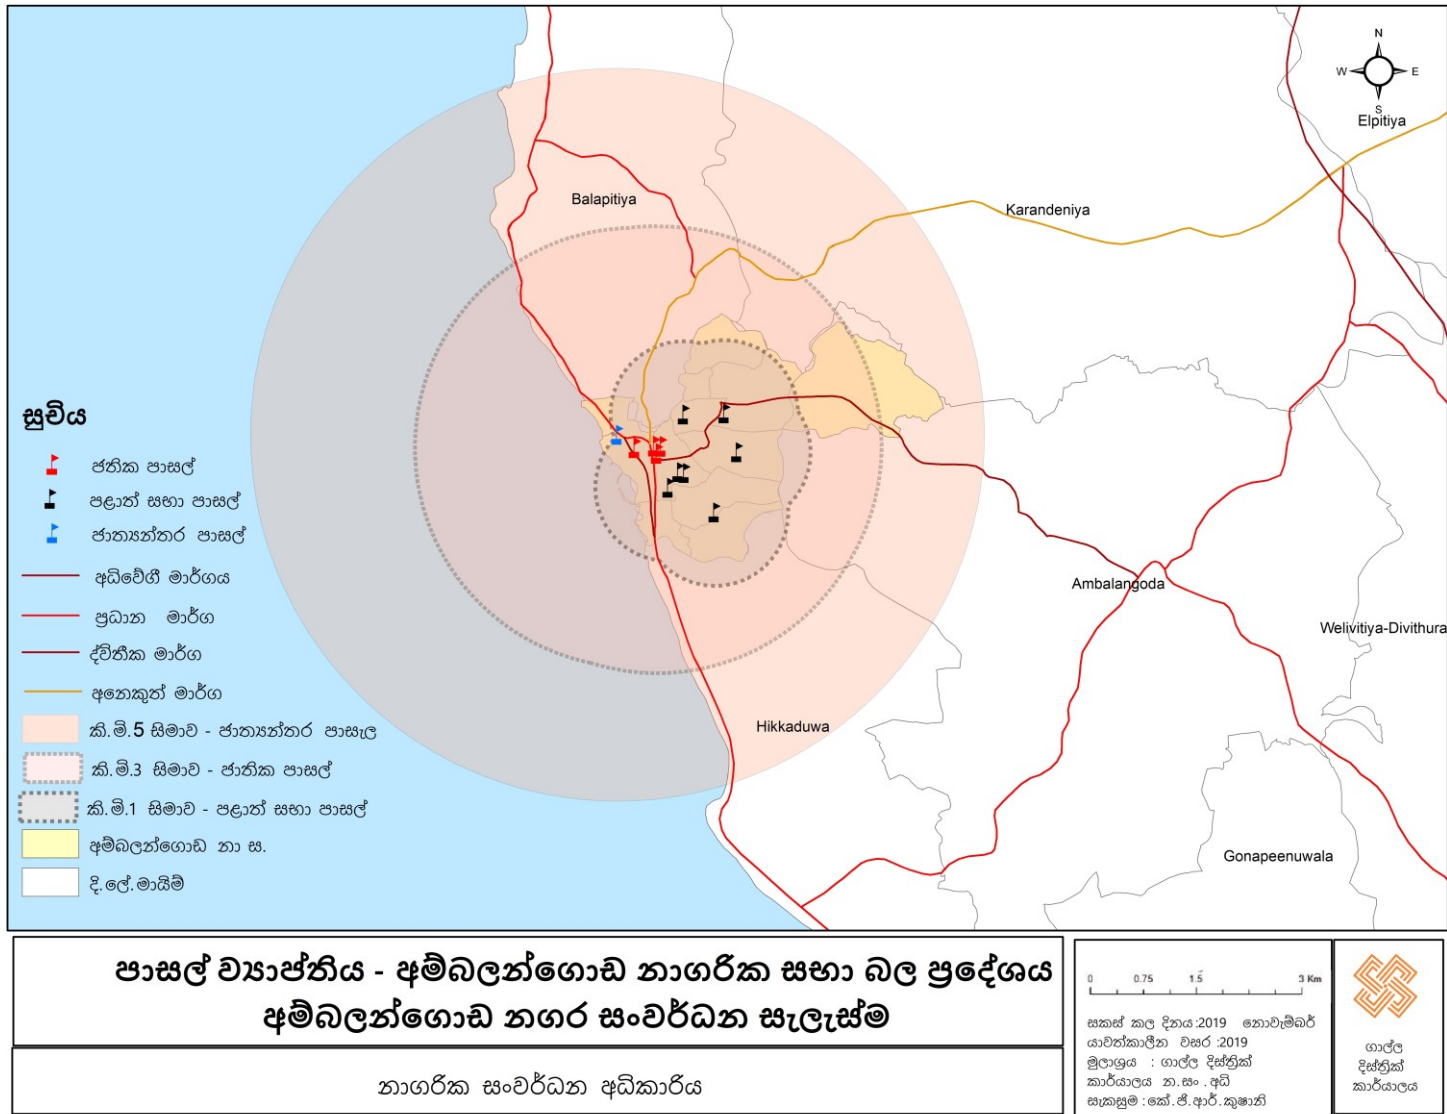 N
W E
S
Elpitiya
Balapitiya
Karandeniya
Ambalangoda
Welivitiya-Divithura
Hikkaduwa
Gonapeenuwala
සූචිය
ජතික පාසල්
පළාත් සභා පාසල්
ජාත්‍යන්තර පාසල්
අධිවේගී මාර්ගය
ප්‍රධාන මාර්ග
ද්විතීක මාර්ග
අනෙකුත් මාර්ග
කි.මි.5 සිමාව - ජාත්‍යන්තර පාසැල
කි.මි.3 සිමාව - ජාතික පාසල්
කි.මි.1 සිමාව - පළාත් සභා පාසල්
අම්බලන්ගොඩ නා ස.
දි.ලේ.මායිම්
පාසල් ව්‍යාප්තිය - අම්බලන්ගොඩ නාගරික සභා බල ප්‍රදේශය
අම්බලන්ගොඩ නගර සංවර්ධන සැලැස්ම
නාගරික සංවර්ධන අධිකාරිය
0 0.75 1.5 3 Km
සකස් කල දිනය:2019 නොවැම්බර්
යාවත්කාලීන වසර :2019
මුලාශ්‍රය : ගාල්ල දිස්ත්‍රික්
කාර්යාලය න.සං .අධි
සැකසුම :කේ.ජි.ආර්.කුෂානි
ගාල්ල
දිස්ත්‍රික්
කාර්යාලය